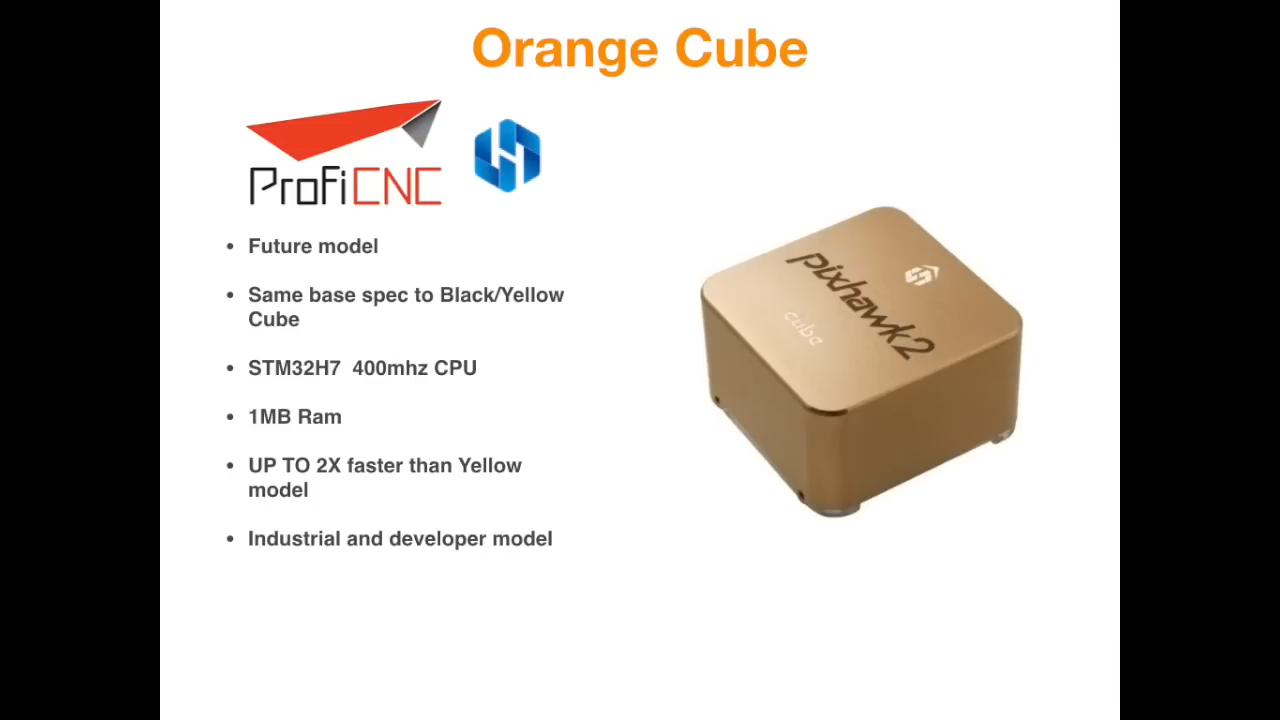 Orange Cube
ProfiCNC
• Future model
• Same base spec to Black/Yellow
Cube
• STM32H7  400mhz CPU
• 1MB Ram
• UP TO 2X faster than Yellow
model
• Industrial and developer model
pixhawk2
cube